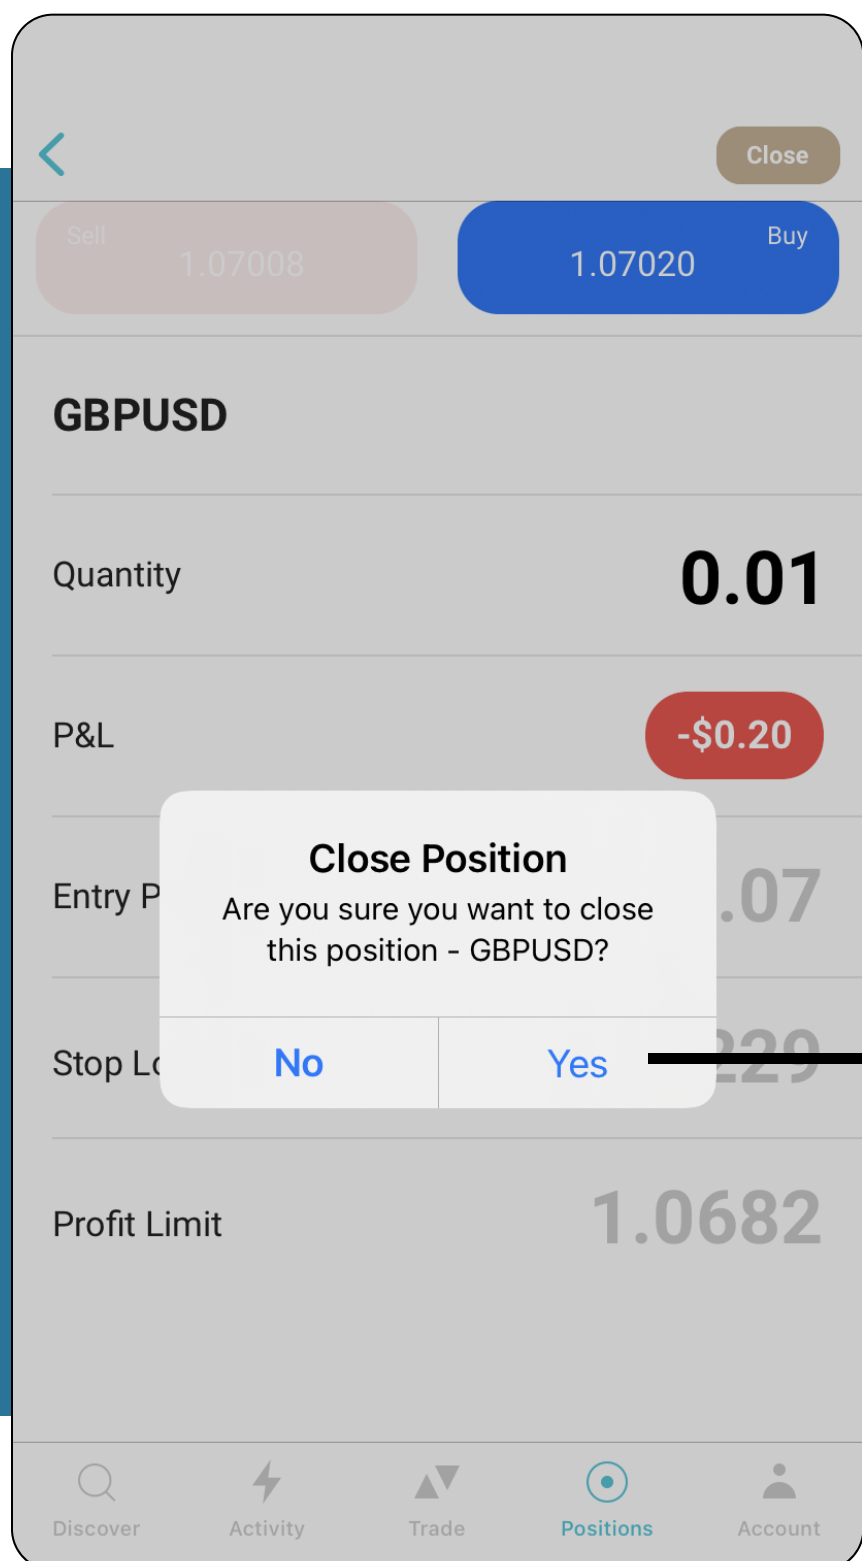 Close
Sell
1.07008
Buy
1.07020
GBPUSD
Quantity
0.01
P&L
-$0.20
Close Position
Are you sure you want to close
this position - GBPUSD?
Entry
.07
No
Yes
Stop
229
Profit Limit
1.0682
Discover
Activity
Trade
Positions
Account